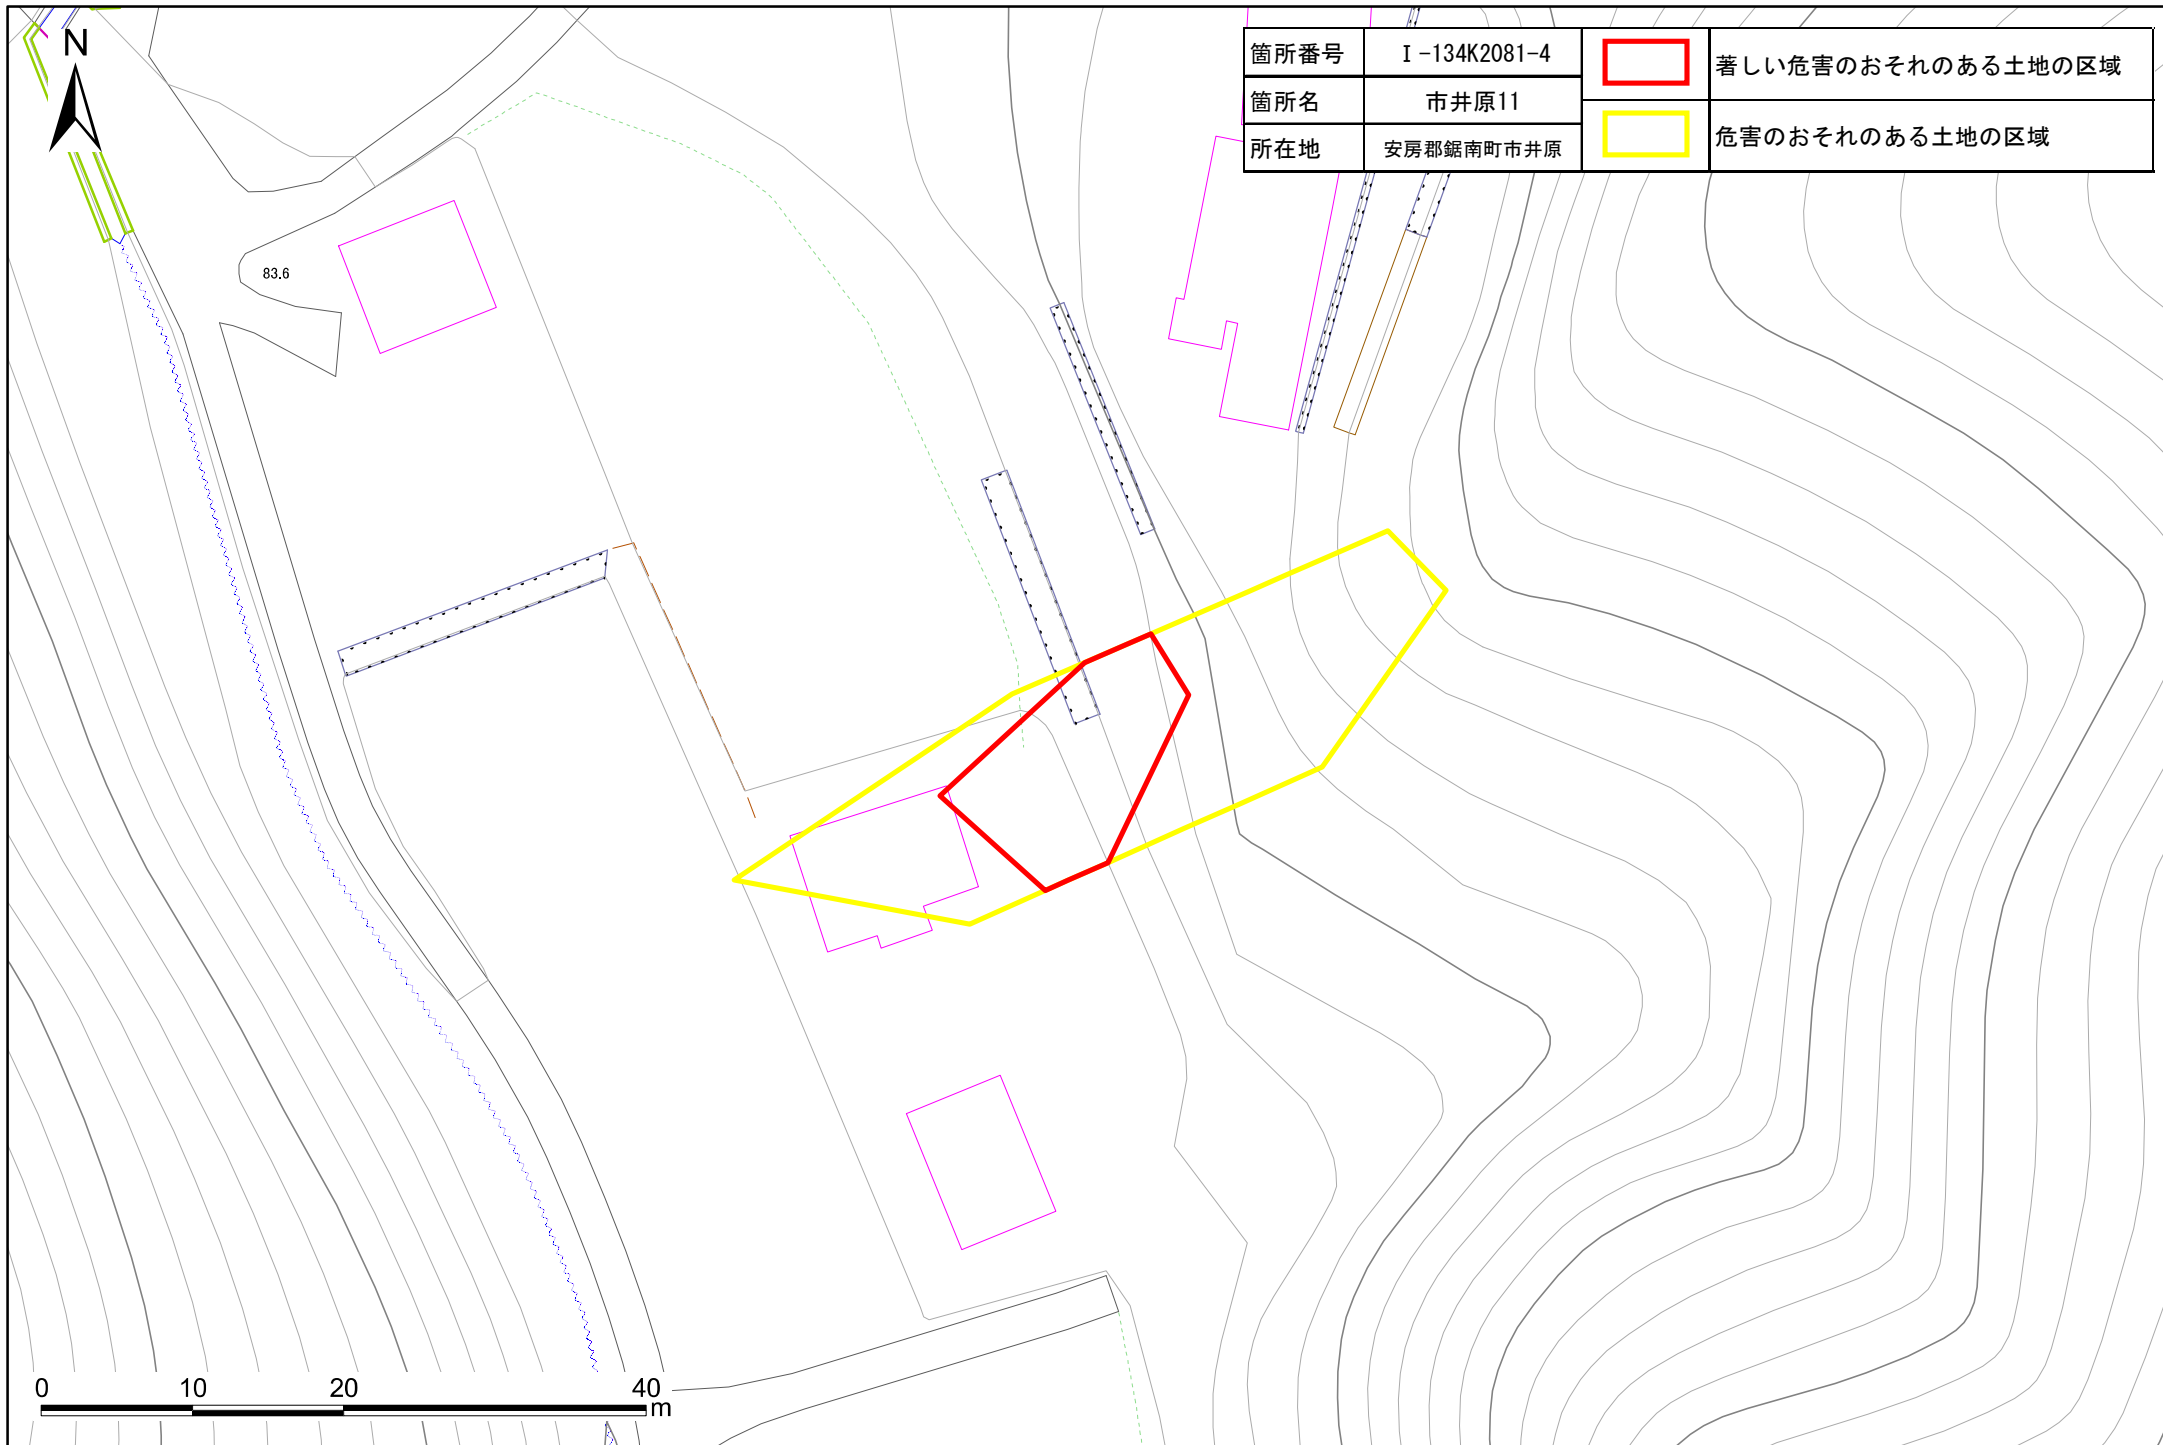 N
箇所番号 Ⅰ-134K2081-4 著しい危害のおそれのある土地の区域
箇所名 市井原11
所在地 安房郡鋸南町市井原 危害のおそれのある土地の区域
83.6
0 10 20 40
m